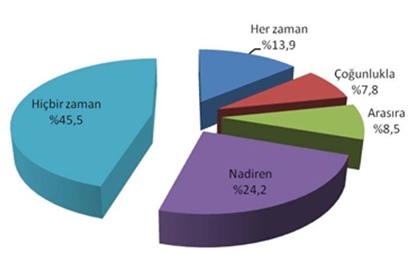 Her zaman
%13,9
Çoğunlukla
%7,8
Arasıra
%8,5
Nadiren
%24,2
Hiçbir zaman
%45,5